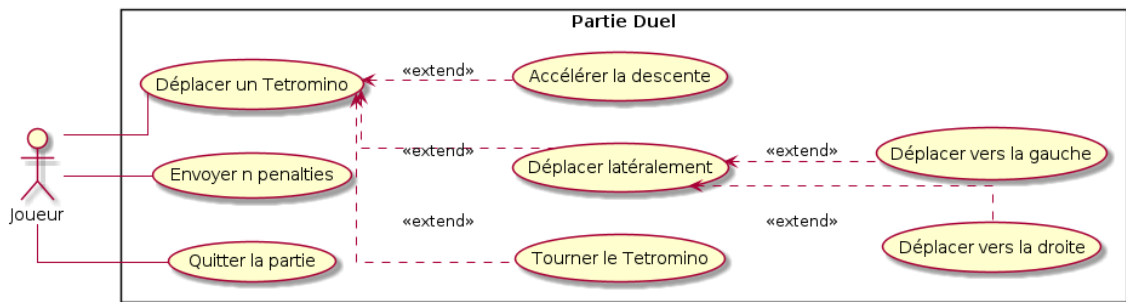 Partie Duel
Déplacer un Tetromino
«extend»
Accélérer la descente
Envoyer n penalties
«extend»
Déplacer latéralement
«extend»
Déplacer vers la gauche
Joueur
«extend»
«extend»
Quitter la partie
Tourner le Tetromino
Déplacer vers la droite